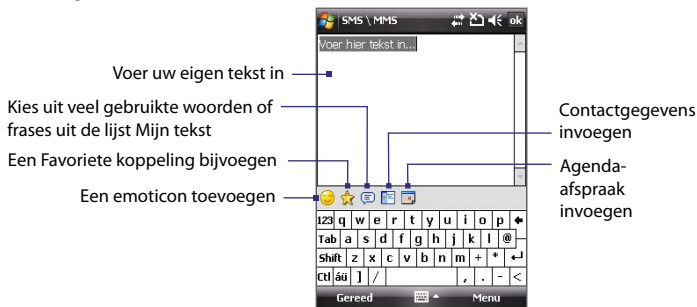 SMS \ MMS ok
Voer hier tekst in...
Voer uw eigen tekst in
Kies uit veel gebruikte woorden of
frases uit de lijst Mijn tekst
Een Favoriete koppeling bijvoegen
Een emoticon toevoegen
Contactgegevens
invoegen
Agenda-
afspraak
invoegen
123 q w e r t y u i o p
Tab a s d f g h j k l @
Shift z x c v b n m + *
Ctl áü ] / , . - <
Gereed Menu